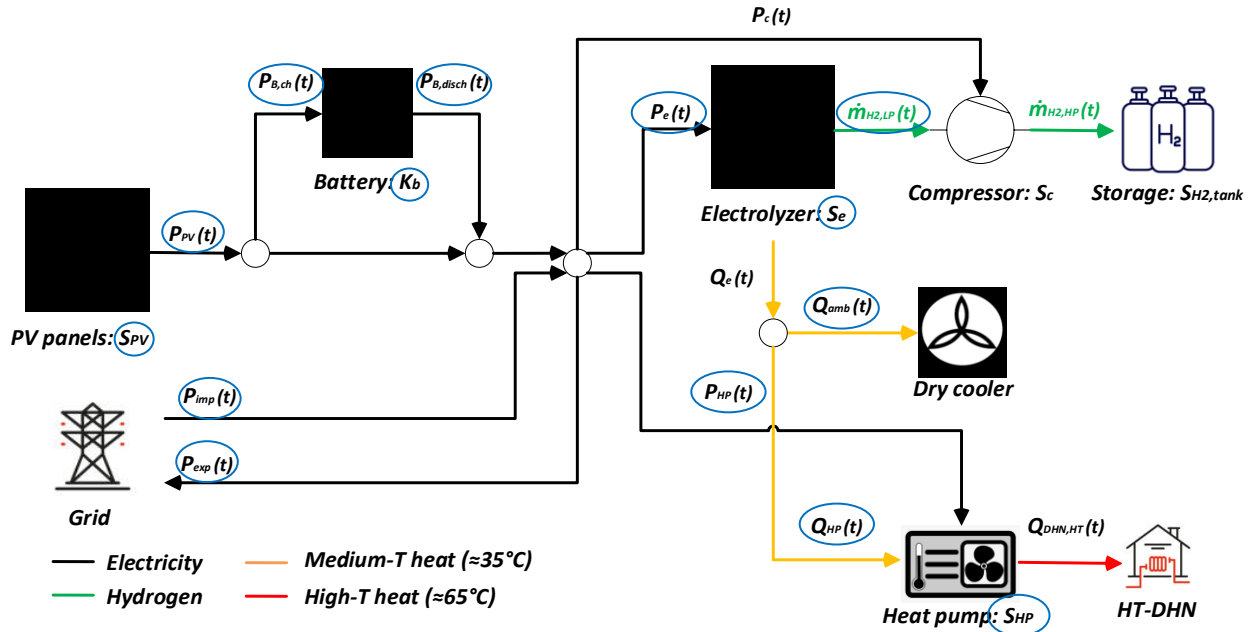 P_c(t)
P_B,ch(t)
P_B,disch(t)
P_e(t)
ṁ_H2,LP(t)
ṁ_H2,HP(t)
H₂
Battery: K_b
Electrolyzer: S_e
Compressor: S_c
Storage: S_H2,tank
P_PV(t)
PV panels: S_PV
Q_e(t)
Q_amb(t)
Dry cooler
P_imp(t)
P_HP(t)
P_exp(t)
Grid
Q_HP(t)
Q_DHN,HT(t)
Heat pump: S_HP
HT-DHN
Electricity
Medium-T heat (≈35°C)
Hydrogen
High-T heat (≈65°C)